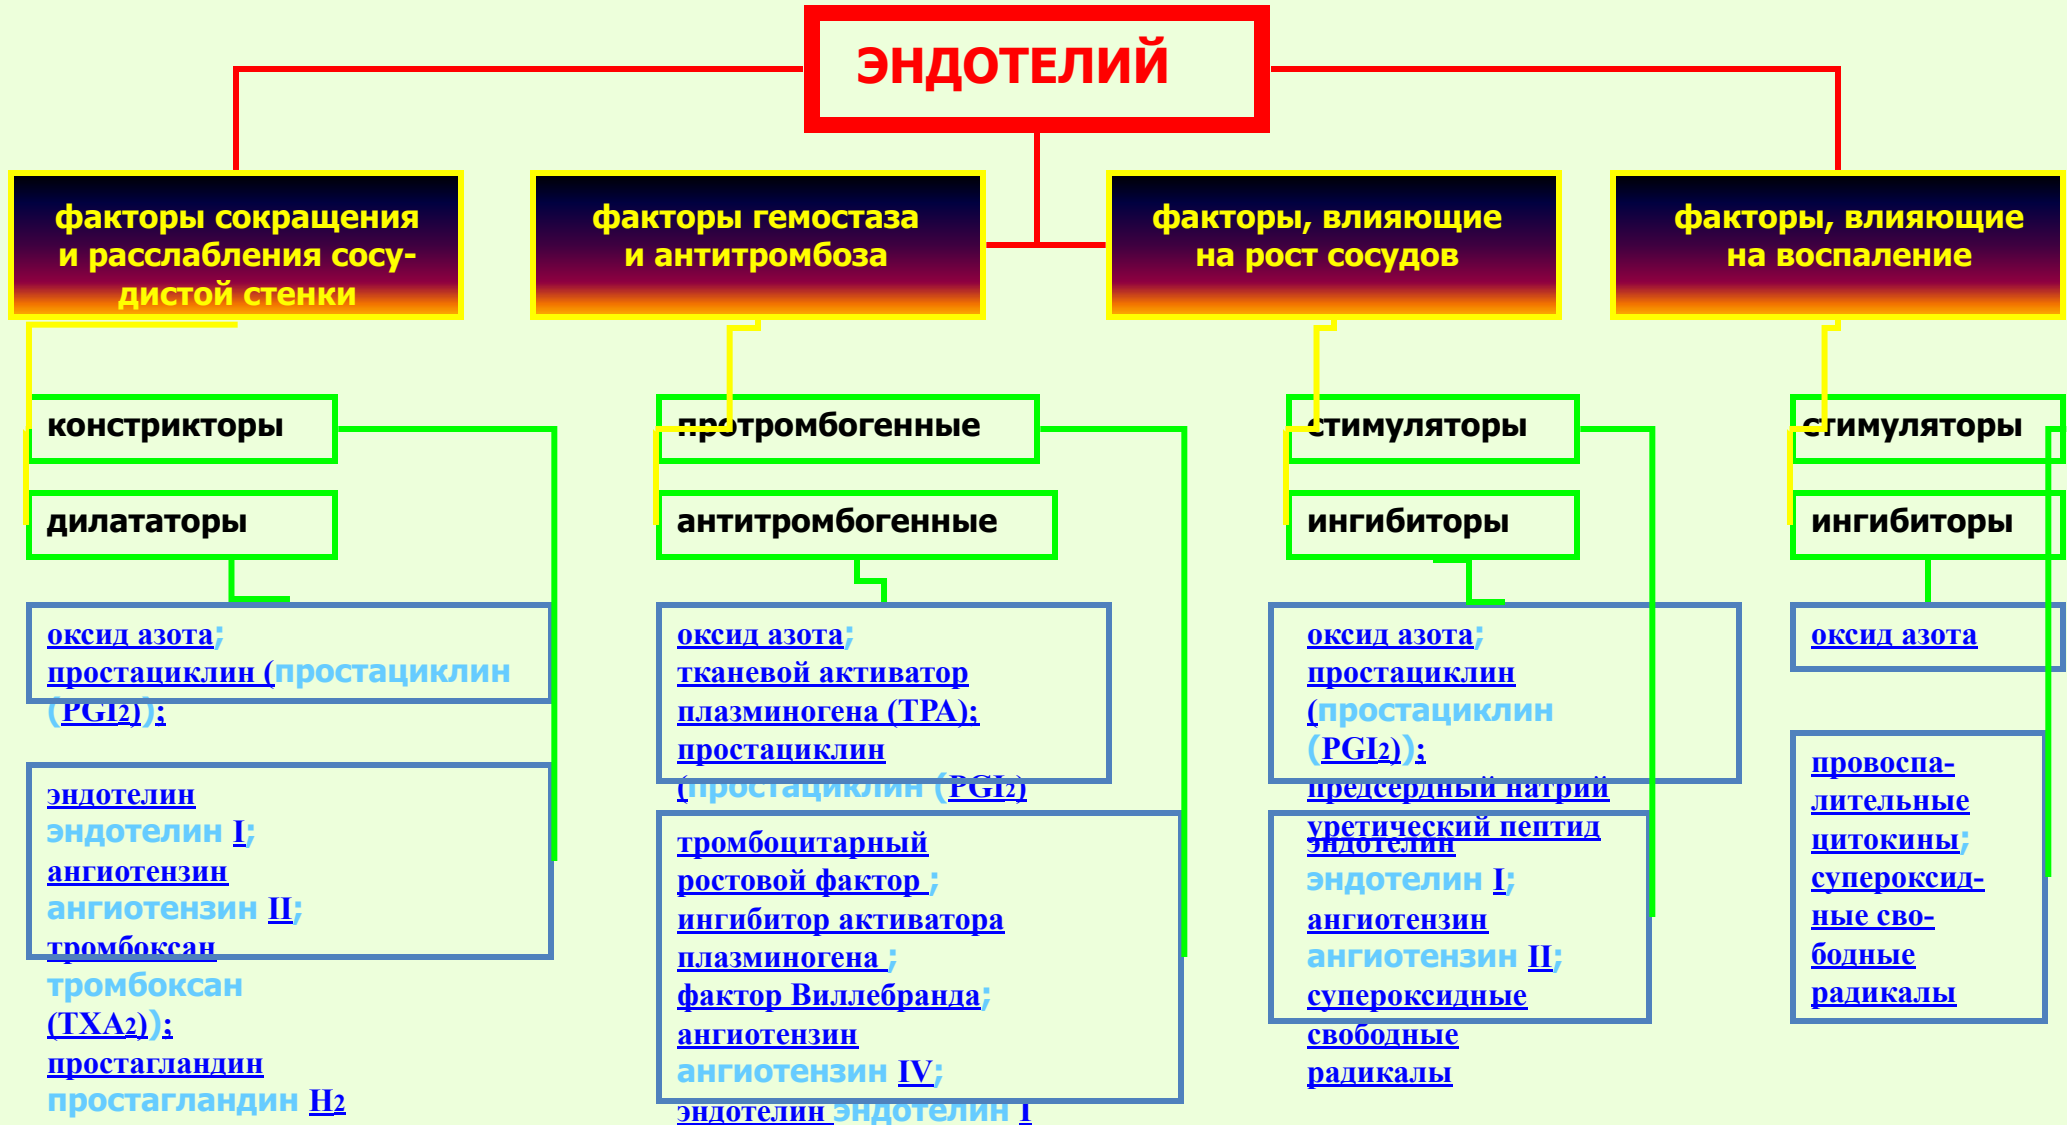 ЭНДОТЕЛИЙ
факторы сокращения
и расслабления сосу-
дистой стенки
факторы гемостаза
и антитромбоза
факторы, влияющие
на рост сосудов
факторы, влияющие
на воспаление
констрикторы
дилататоры
протромбогенные
антитромбогенные
стимуляторы
ингибиторы
стимуляторы
ингибиторы
оксид азота;
простациклин (простациклин
(PGI2));
эндотелин
эндотелин I;
ангиотензин
ангиотензин II;
тромбоксан
тромбоксан
(TXA2));
простагландин
простагландин H2
оксид азота;
тканевой активатор
плазминогена (TPA);
простациклин
(простациклин (PGI2)
тромбоцитарный
ростовой фактор ;
ингибитор активатора
плазминогена ;
фактор Виллебранда;
ангиотензин
ангиотензин IV;
эндотелин эндотелин I
оксид азота;
простациклин
(простациклин
(PGI2));
предсердный натрий
уретический пептид
эндотелин
эндотелин I;
ангиотензин
ангиотензин II;
супероксидные
свободные
радикалы
оксид азота
провоспа-
лительные
цитокины;
супероксид-
ные сво-
бодные
радикалы